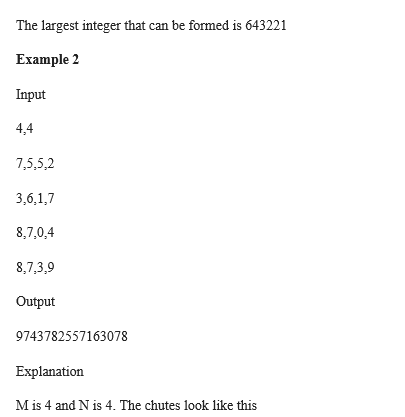 The largest integer that can be formed is 643221
Example 2
Input
4,4
7,5,5,2
3,6,1,7
8,7,0,4
8,7,3,9
Output
9743782557163078
Explanation
M is 4 and N is 4. The chutes look like this